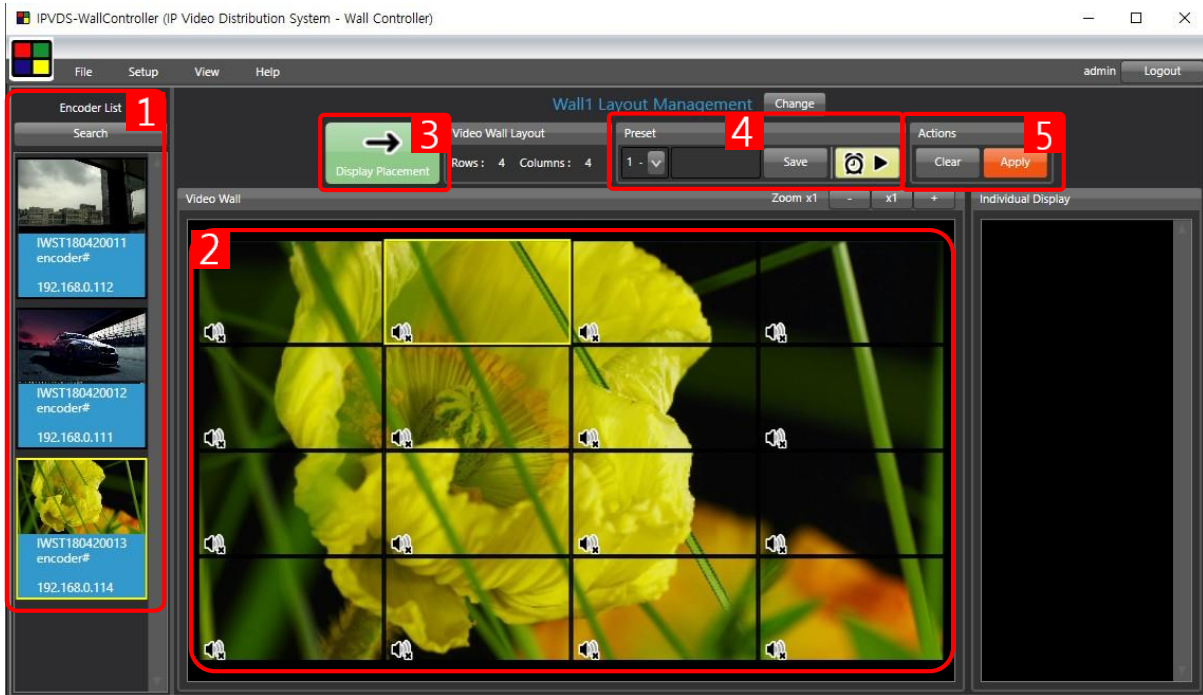 IPVDS-WallController (IP Video Distribution System - Wall Controller)
File Setup View Help
admin Logout
Encoder List
1
Search
IWST180420011
encoder#
192.168.0.112
IWST180420012
encoder#
192.168.0.111
IWST180420013
encoder#
192.168.0.114
Wall1 Layout Management Change
3
Display Placement
Video Wall Layout
Rows : 4 Columns : 4
Preset
4
1 -
Save
Actions
5
Clear Apply
Video Wall
Zoom x1 - x1 +
2
Individual Display